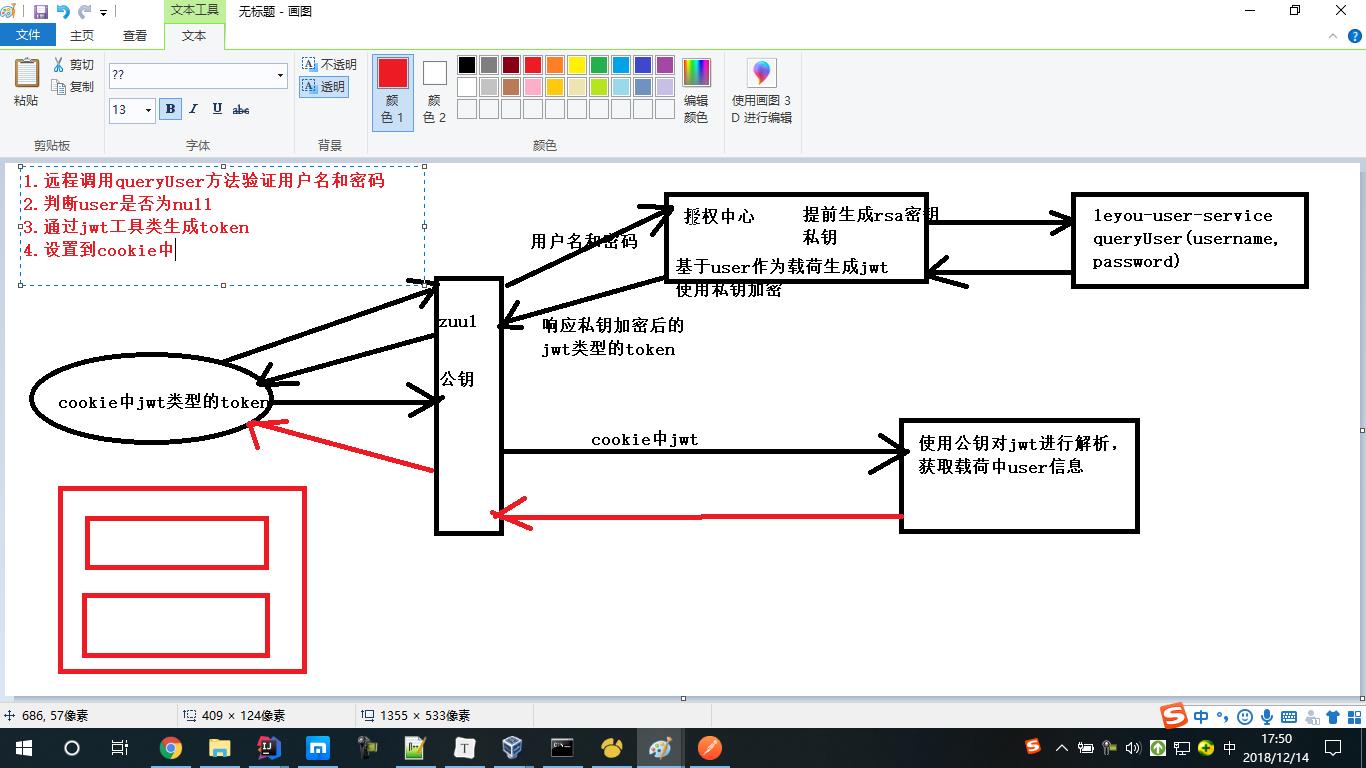 文本工具
无标题 - 画图
文件
主页
查看
文本
粘贴
剪切
复制
剪贴板
??
13
B
I
U
abc
字体
不透明
透明
背景
颜
色 1
颜
色 2
编辑
颜色
颜色
使用画图 3
D 进行编辑
1.远程调用queryUser方法验证用户名和密码
2.判断user是否为null
3.通过jwt工具类生成token
4.设置到cookie中
用户名和密码
授权中心
提前生成rsa密钥
私钥
基于user作为载荷生成jwt
使用私钥加密
leyou-user-service
queryUser(username,
password)
zuul
响应私钥加密后的
jwt类型的token
公钥
cookie中jwt类型的token
cookie中jwt
使用公钥对jwt进行解析,
获取载荷中user信息
686, 57像素
409 × 124像素
1355 × 533像素
中
中
17:50
2018/12/14